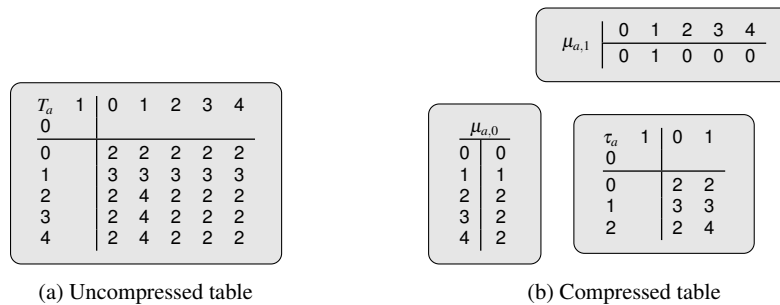 T_a 1 0 1 2 3 4
0
0 2 2 2 2 2
1 3 3 3 3 3
2 2 4 2 2 2
3 2 4 2 2 2
4 2 4 2 2 2
(a) Uncompressed table
μ_{a,1} 0 1 2 3 4
0 1 0 0 0
μ_{a,0}
0 0
1 1
2 2
3 2
4 2
τ_a 1 0 1
0
0 2 2
1 3 3
2 2 4
(b) Compressed table